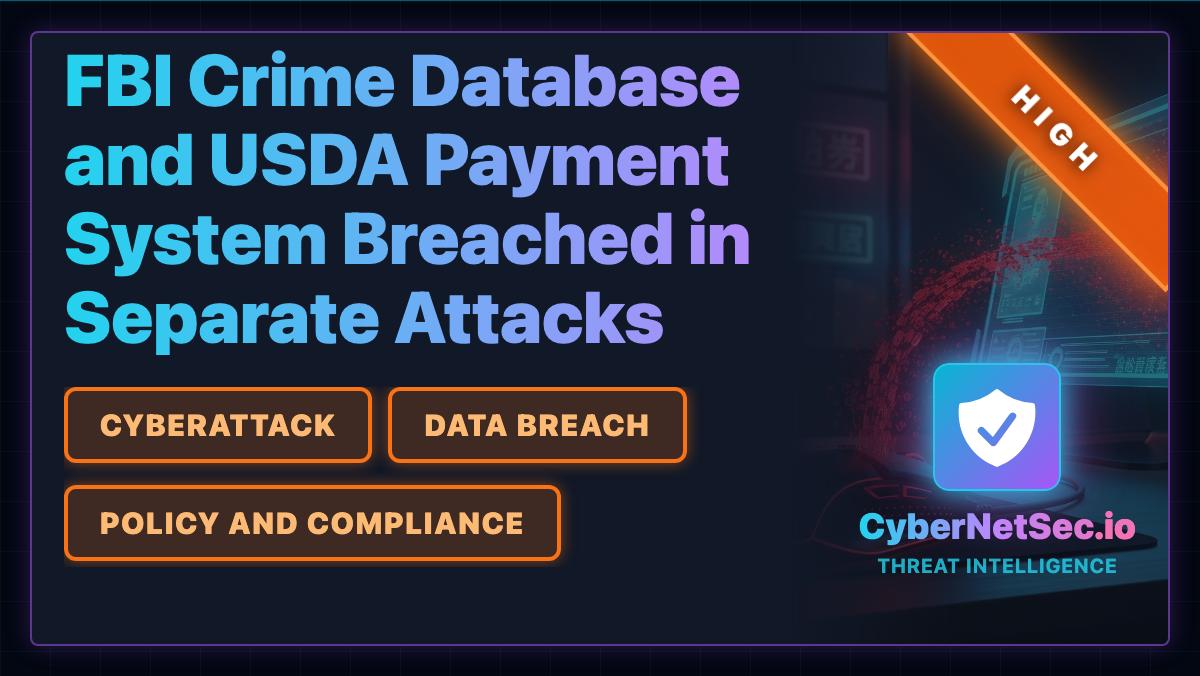 FBI Crime Database
and USDA Payment
System Breached in
Separate Attacks
HIGH
CYBERATTACK
DATA BREACH
POLICY AND COMPLIANCE
CyberNetSec.io
THREAT INTELLIGENCE